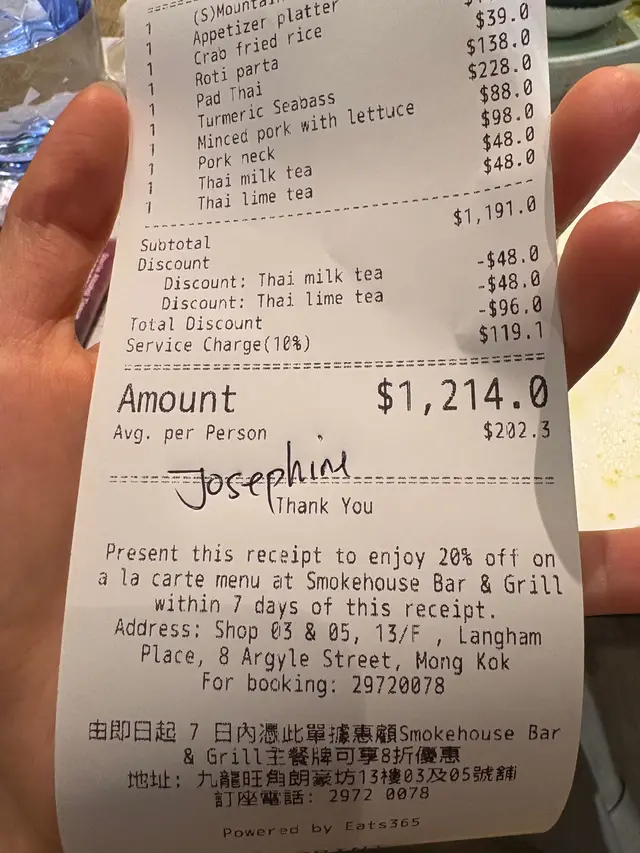 1 (S)Mountain
1 Appetizer platter
1 Crab fried rice
1 Roti parta $39.0
1 Pad Thai $138.0
1 Turmeric Seabass $228.0
1 Minced pork with lettuce $88.0
1 Pork neck $98.0
1 Thai milk tea $48.0
1 Thai lime tea $48.0
Subtotal $1,191.0
Discount
Discount: Thai milk tea -$48.0
Discount: Thai lime tea -$48.0
Total Discount -$96.0
Service Charge(10%) $119.1
Amount $1,214.0
Avg. per Person $202.3
Josephine
Thank You
Present this receipt to enjoy 20% off on
a la carte menu at Smokehouse Bar & Grill
within 7 days of this receipt.
Address: Shop 03 & 05, 13/F , Langham
Place, 8 Argyle Street, Mong Kok
For booking: 29720078
由即日起 7 日內憑此單據惠顧Smokehouse Bar
& Grill主餐牌可享8折優惠
地址: 九龍旺角朗豪坊13樓03及05號舖
訂座電話: 2972 0078
Powered by Eats365